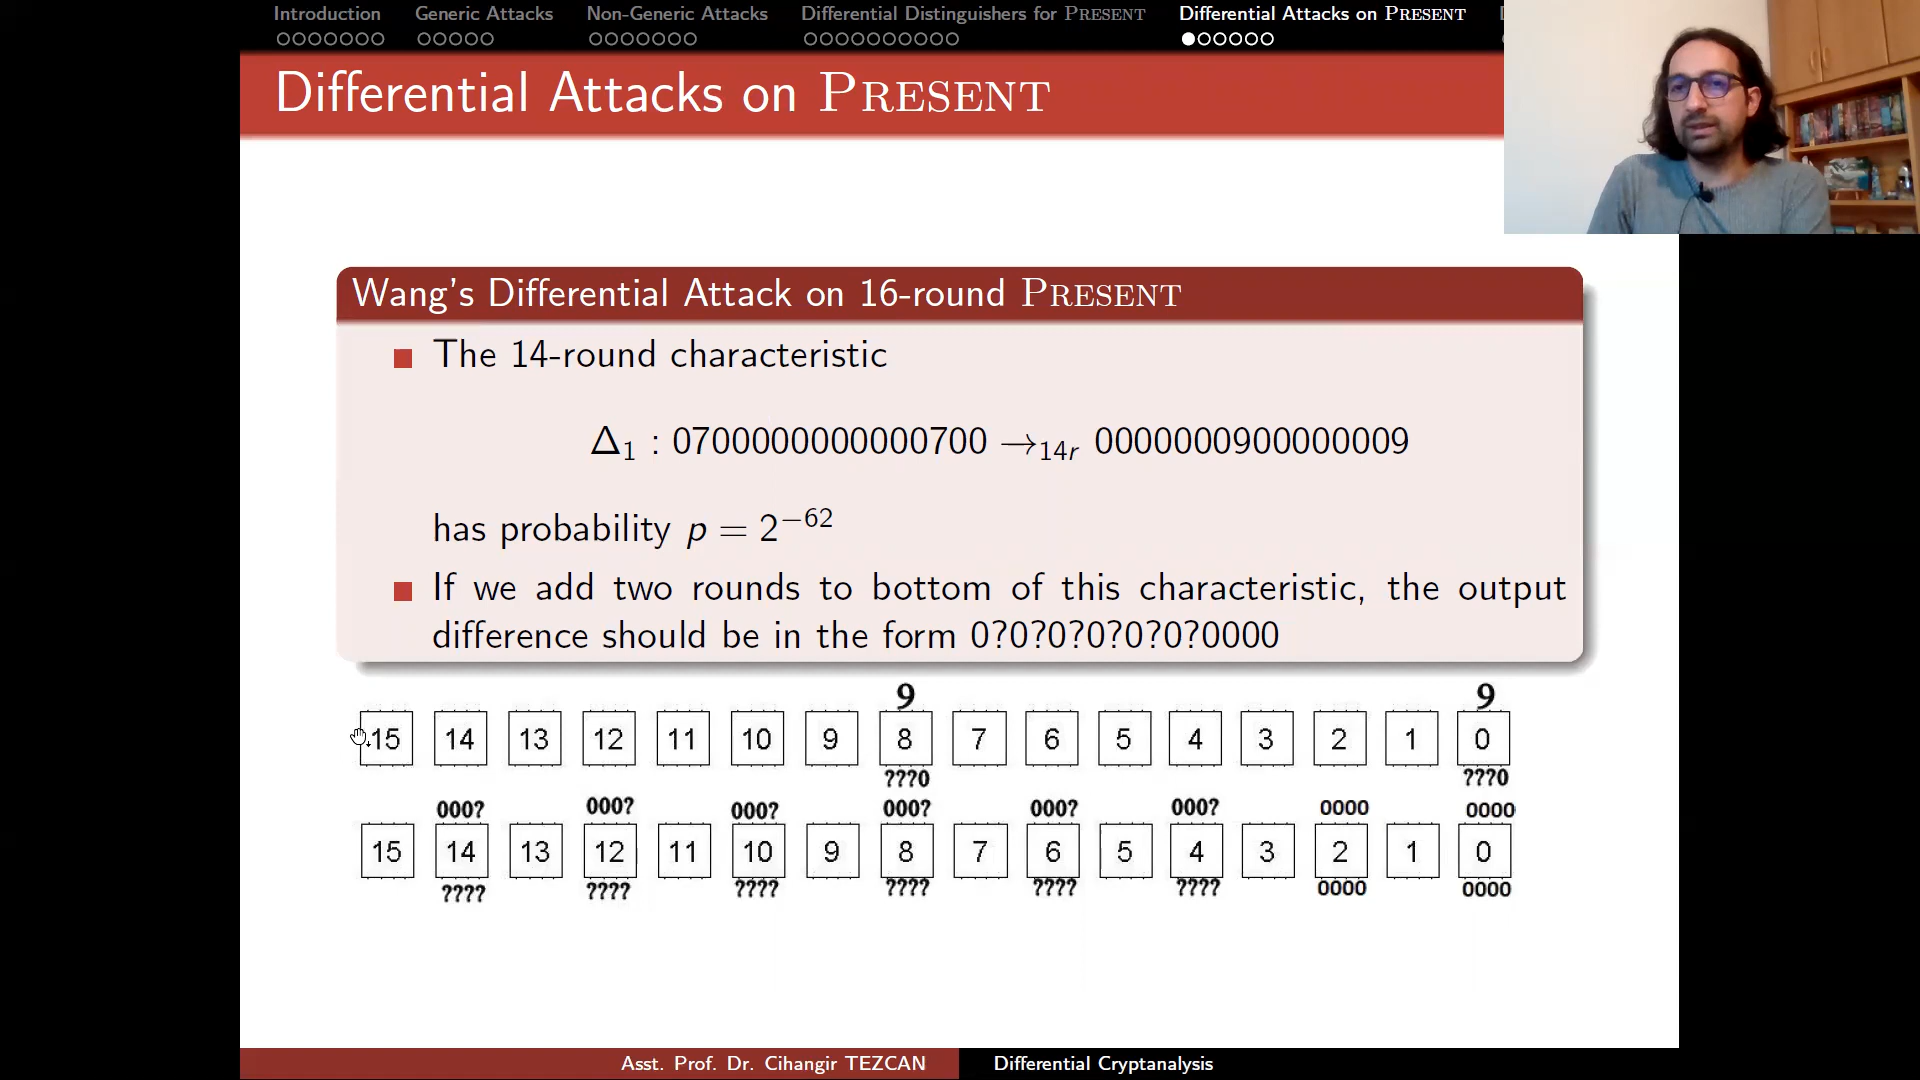 Introduction Generic Attacks Non-Generic Attacks Differential Distinguishers for PRESENT Differential Attacks on PRESENT
Differential Attacks on PRESENT
Wang's Differential Attack on 16-round PRESENT
The 14-round characteristic
Δ₁ : 0700000000000700 →₁₄ᵣ 0000000900000009
has probability p = 2⁻⁶²
If we add two rounds to bottom of this characteristic, the output
difference should be in the form 0?0?0?0?0?0?0000
9 9
15 14 13 12 11 10 9 8 7 6 5 4 3 2 1 0
???0 ???0
000? 000? 000? 000? 000? 000? 0000 0000
15 14 13 12 11 10 9 8 7 6 5 4 3 2 1 0
???? ???? ???? ???? ???? ???? 0000 0000
Asst. Prof. Dr. Cihangir TEZCAN Differential Cryptanalysis